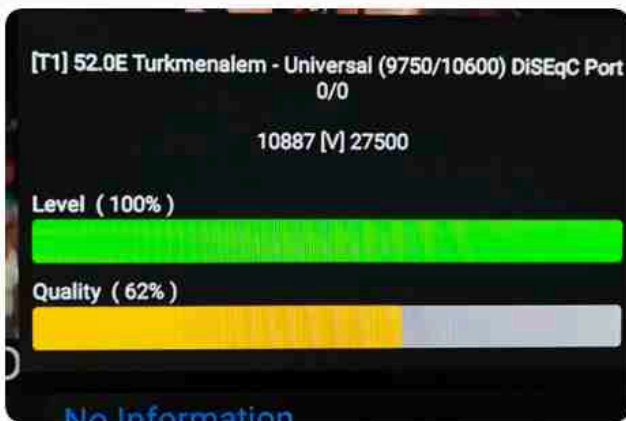 [T1] 52.0E Turkmenalem - Universal (9750/10600) DiSEqC Port
0/0
10887 [V] 27500
Level ( 100% )
Quality ( 62% )
No Information